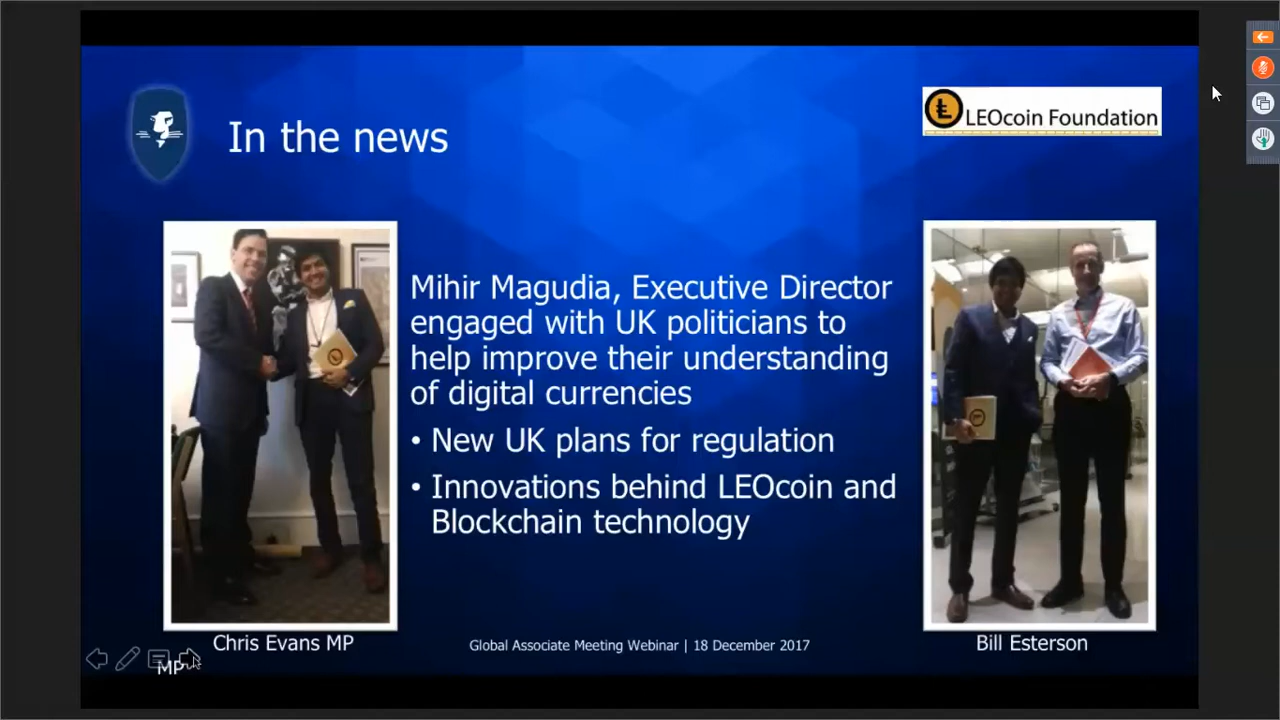 In the news
LEOcoin Foundation
Mihir Magudia, Executive Director
engaged with UK politicians to
help improve their understanding
of digital currencies
• New UK plans for regulation
• Innovations behind LEOcoin and
Blockchain technology
Chris Evans MP
Global Associate Meeting Webinar | 18 December 2017
Bill Esterson
MP